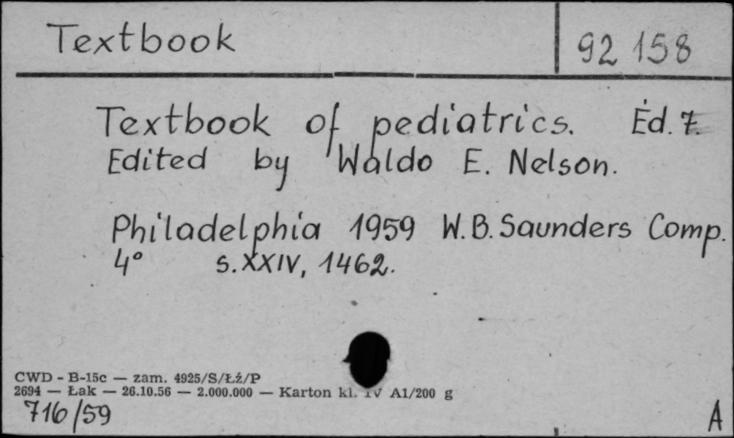 Textbook
92 158
Textbook of pediatrics. Ed. 7.
Edited by Waldo E. Nelson.
Philadelphia 1959 W.B. Saunders Comp.
4° s. XXIV, 1462.
CWD - B-15c — zam. 4925/S/Łź/P
2694 — Łak — 26.10.56 — 2.000.000 — Karton kl. IV A1/200 g
716/59
A